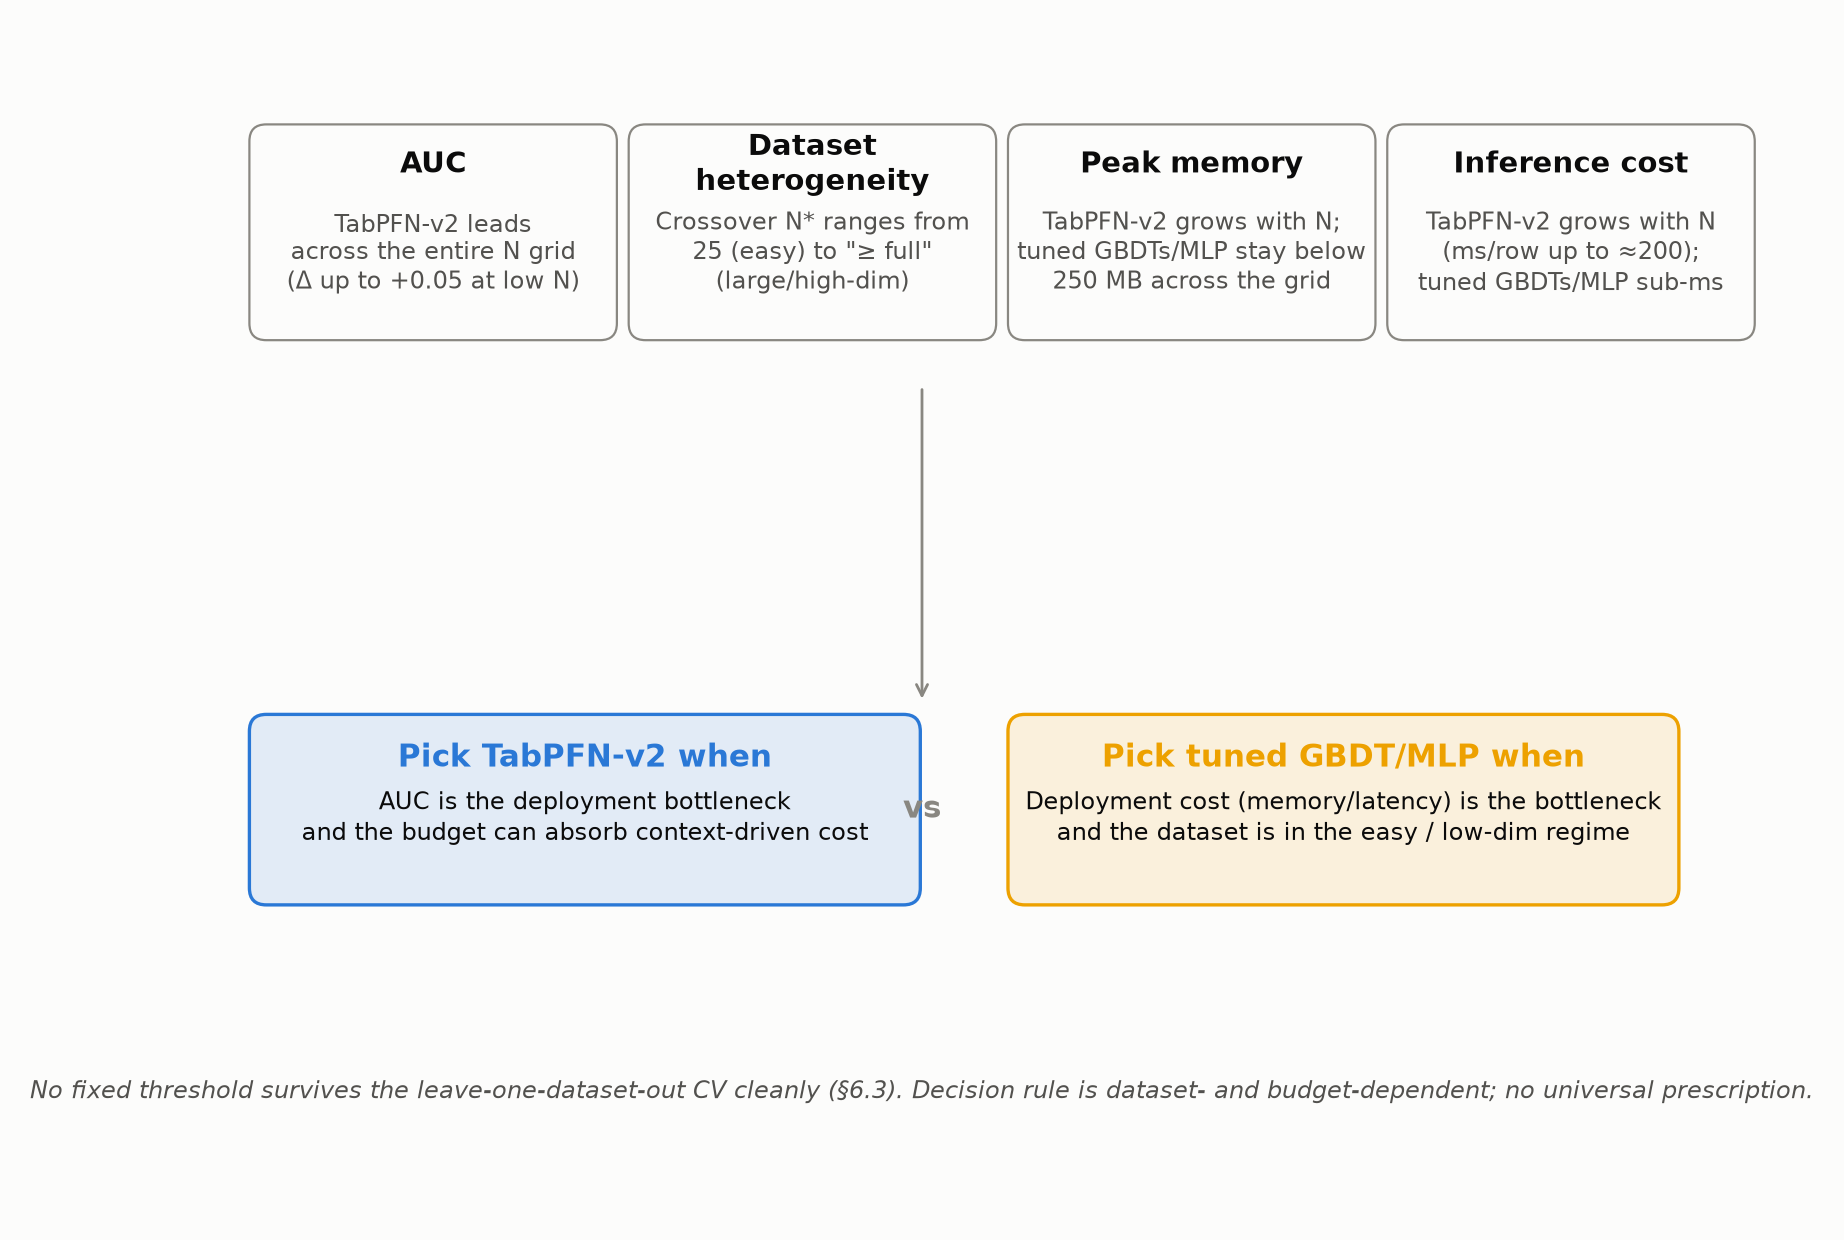 AUC
TabPFN-v2 leads
across the entire N grid
(Δ up to +0.05 at low N)
Dataset
heterogeneity
Crossover N* ranges from
25 (easy) to "≥ full"
(large/high-dim)
Peak memory
TabPFN-v2 grows with N;
tuned GBDTs/MLP stay below
250 MB across the grid
Inference cost
TabPFN-v2 grows with N
(ms/row up to ≈200);
tuned GBDTs/MLP sub-ms
Pick TabPFN-v2 when
AUC is the deployment bottleneck
and the budget can absorb context-driven cost
vs
Pick tuned GBDT/MLP when
Deployment cost (memory/latency) is the bottleneck
and the dataset is in the easy / low-dim regime
No fixed threshold survives the leave-one-dataset-out CV cleanly (§6.3). Decision rule is dataset- and budget-dependent; no universal prescription.